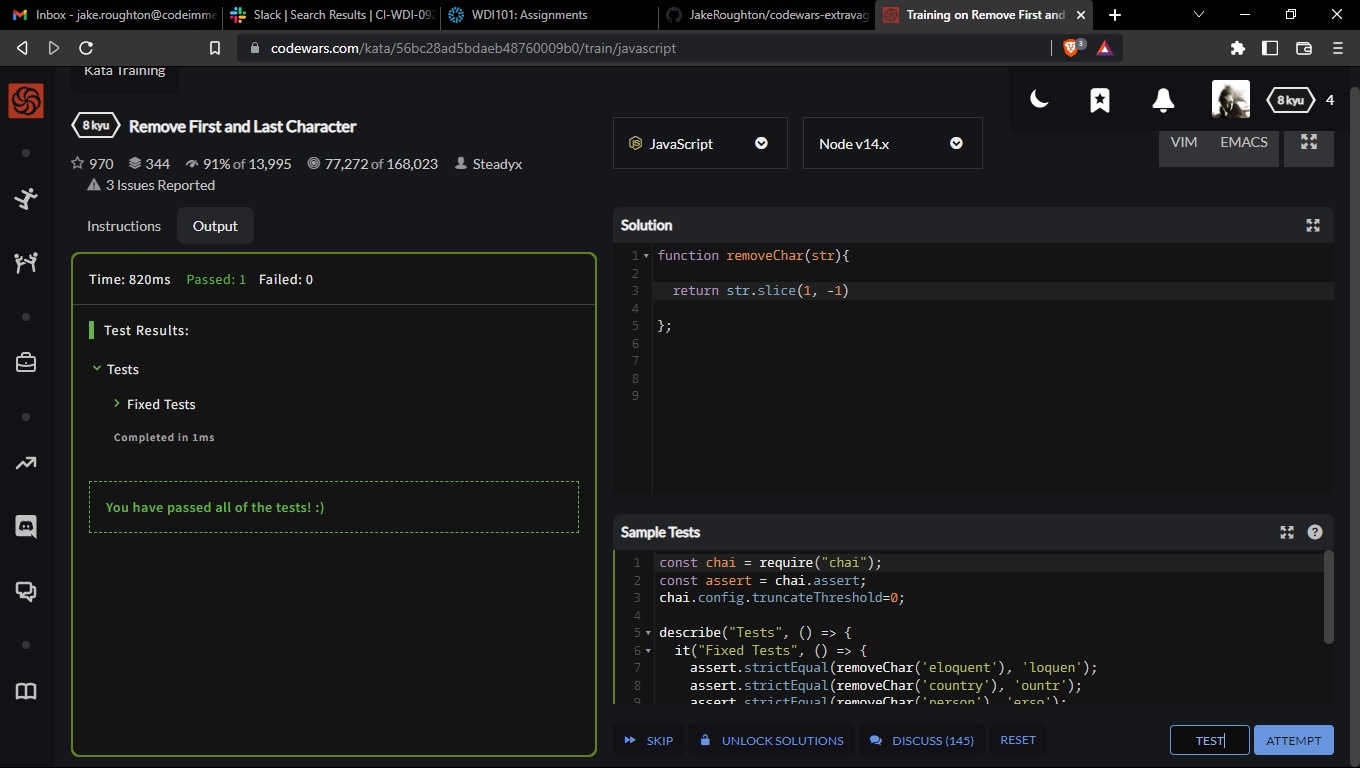 Inbox - jake.roughton@codeimme
Slack | Search Results | CI-WDI-092
WDI101: Assignments
JakeRoughton/codewars-extravag
Training on Remove First and
codewars.com/kata/56bc28ad5bdaeb48760009b0/train/javascript
3
Kata Training
8 kyu
4
8 kyu Remove First and Last Character
970 344 91% of 13,995 77,272 of 168,023 Steadyx
3 Issues Reported
JavaScript
Node v14.x
VIM EMACS
Instructions Output
Time: 820ms Passed: 1 Failed: 0
Test Results:
Tests
Fixed Tests
Completed in 1ms
You have passed all of the tests! :)
Solution
1 function removeChar(str){
2
3 return str.slice(1, -1)
4
5 };
6
7
8
9
Sample Tests
?
1 const chai = require("chai");
2 const assert = chai.assert;
3 chai.config.truncateThreshold=0;
4
5 describe("Tests", () => {
6 it("Fixed Tests", () => {
7 assert.strictEqual(removeChar('eloquent'), 'loquen');
8 assert.strictEqual(removeChar('country'), 'ountr');
9 assert.strictEqual(removeChar('person'), 'erso');
SKIP UNLOCK SOLUTIONS DISCUSS (145) RESET TEST ATTEMPT